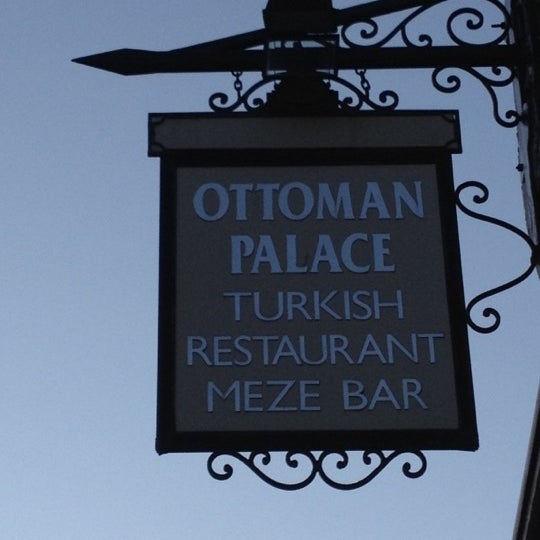 OTTOMAN
PALACE
TURKISH
RESTAURANT
MEZE BAR